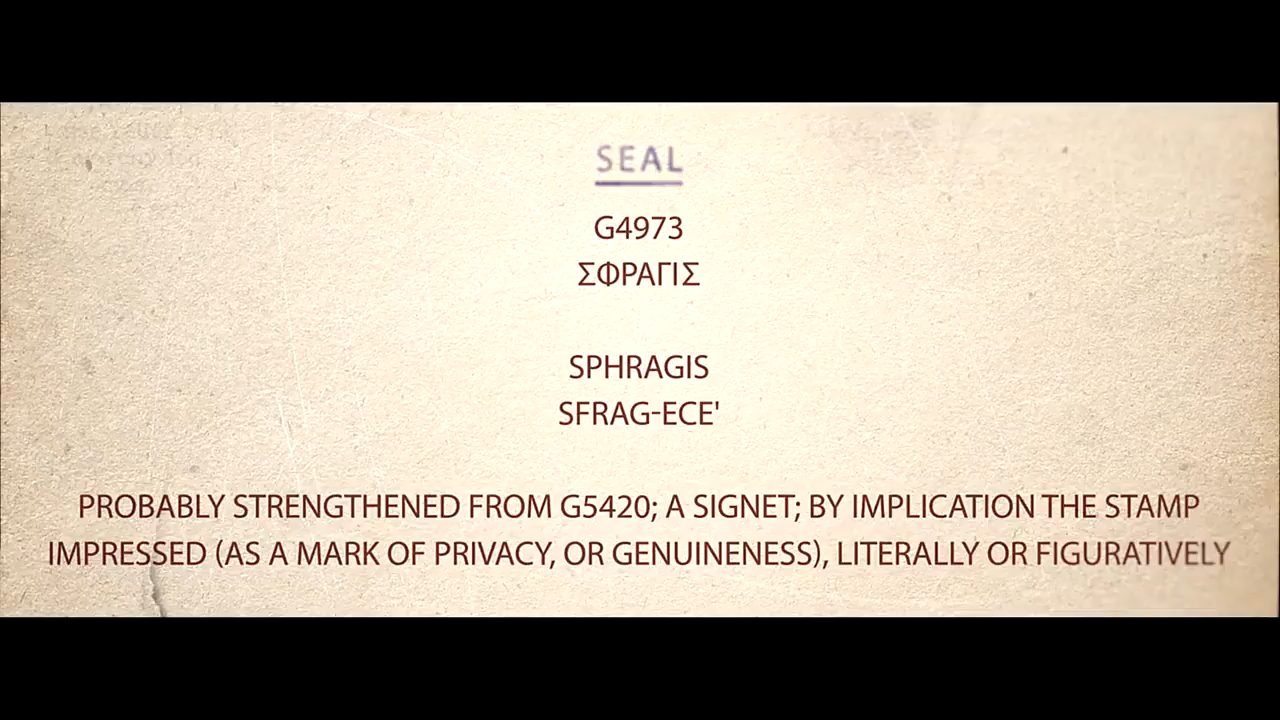 SEAL
G4973
ΣΦΡΑΓΙΣ
SPHRAGIS
SFRAG-ECE'
PROBABLY STRENGTHENED FROM G5420; A SIGNET; BY IMPLICATION THE STAMP
IMPRESSED (AS A MARK OF PRIVACY, OR GENUINENESS), LITERALLY OR FIGURATIVELY